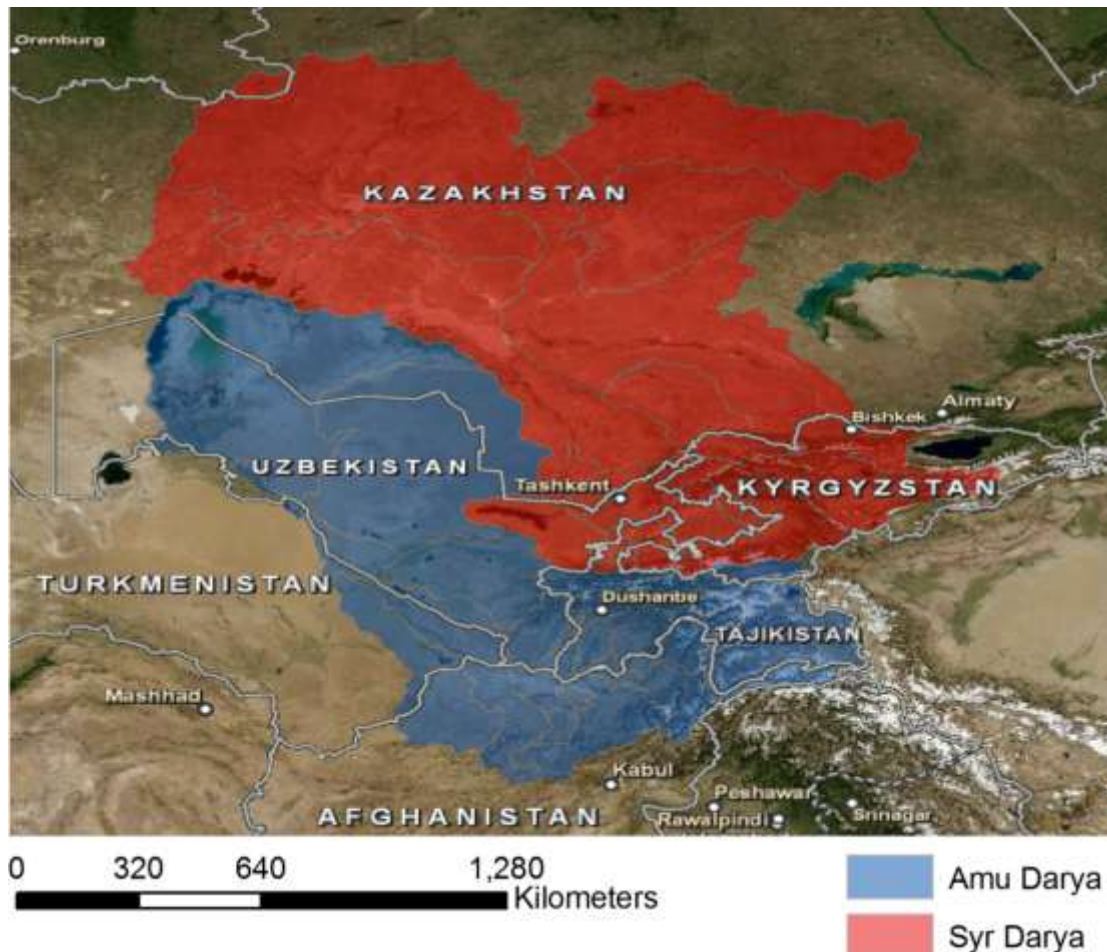 Orenburg
KAZAKHSTAN
Almaty
Bishkek
UZBEKISTAN
Tashkent
KYRGYZSTAN
TURKMENISTAN
Dushanbe
TAJIKISTAN
Mashhad
Kabul
Peshawar
AFGHANISTAN
Rawalpindi
Srinagar
0 320 640 1,280
Kilometers
Amu Darya
Syr Darya